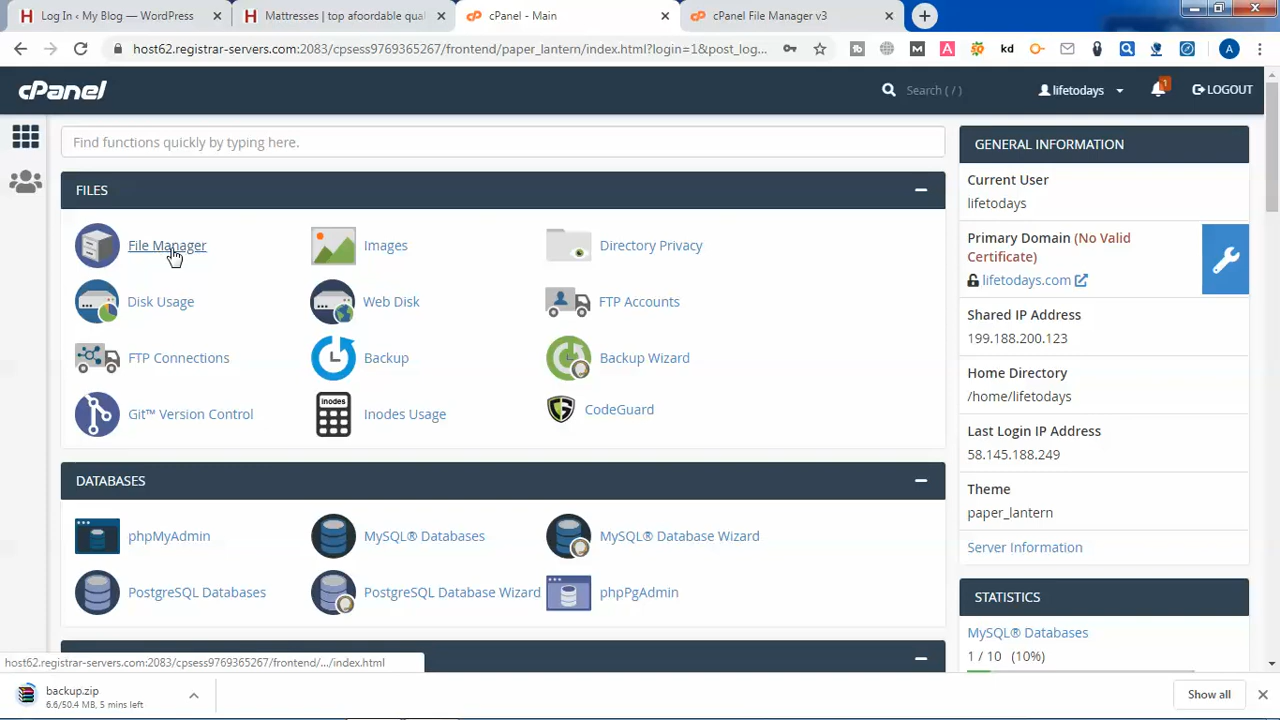 Log In ‹ My Blog — WordPress
Mattresses | top afoordable qual
cPanel - Main
cPanel File Manager v3
host62.registrar-servers.com:2083/cpsess9769365267/frontend/paper_lantern/index.html?login=1&post_log...
M
A
kd
A
cPanel
Search ( / )
lifetodays
1
LOGOUT
Find functions quickly by typing here.
FILES
File Manager
Images
Directory Privacy
Disk Usage
Web Disk
FTP Accounts
FTP Connections
Backup
Backup Wizard
Git™ Version Control
inodes
Inodes Usage
CodeGuard
DATABASES
phpMyAdmin
MySQL® Databases
MySQL® Database Wizard
PostgreSQL Databases
PostgreSQL Database Wizard
phpPgAdmin
GENERAL INFORMATION
Current User
lifetodays
Primary Domain (No Valid
Certificate)
lifetodays.com
Shared IP Address
199.188.200.123
Home Directory
/home/lifetodays
Last Login IP Address
58.145.188.249
Theme
paper_lantern
Server Information
STATISTICS
MySQL® Databases
1 / 10 (10%)
host62.registrar-servers.com:2083/cpsess9769365267/frontend/.../index.html
backup.zip
6.6/50.4 MB, 5 mins left
Show all